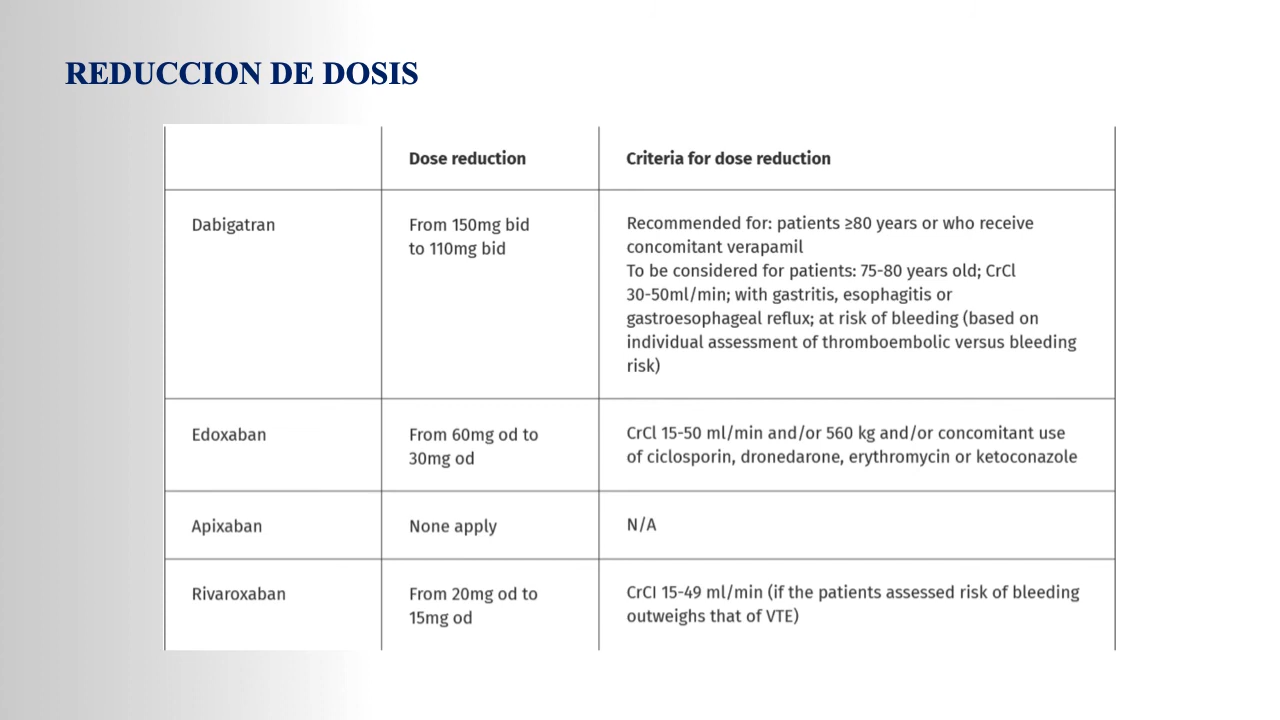 REDUCCION DE DOSIS
Dose reduction
Criteria for dose reduction
Dabigatran
From 150mg bid
to 110mg bid
Recommended for: patients ≥80 years or who receive
concomitant verapamil
To be considered for patients: 75-80 years old; CrCl
30-50ml/min; with gastritis, esophagitis or
gastroesophageal reflux; at risk of bleeding (based on
individual assessment of thromboembolic versus bleeding
risk)
Edoxaban
From 60mg od to
30mg od
CrCl 15-50 ml/min and/or 560 kg and/or concomitant use
of ciclosporin, dronedarone, erythromycin or ketoconazole
Apixaban
None apply
N/A
Rivaroxaban
From 20mg od to
15mg od
CrCl 15-49 ml/min (if the patients assessed risk of bleeding
outweighs that of VTE)